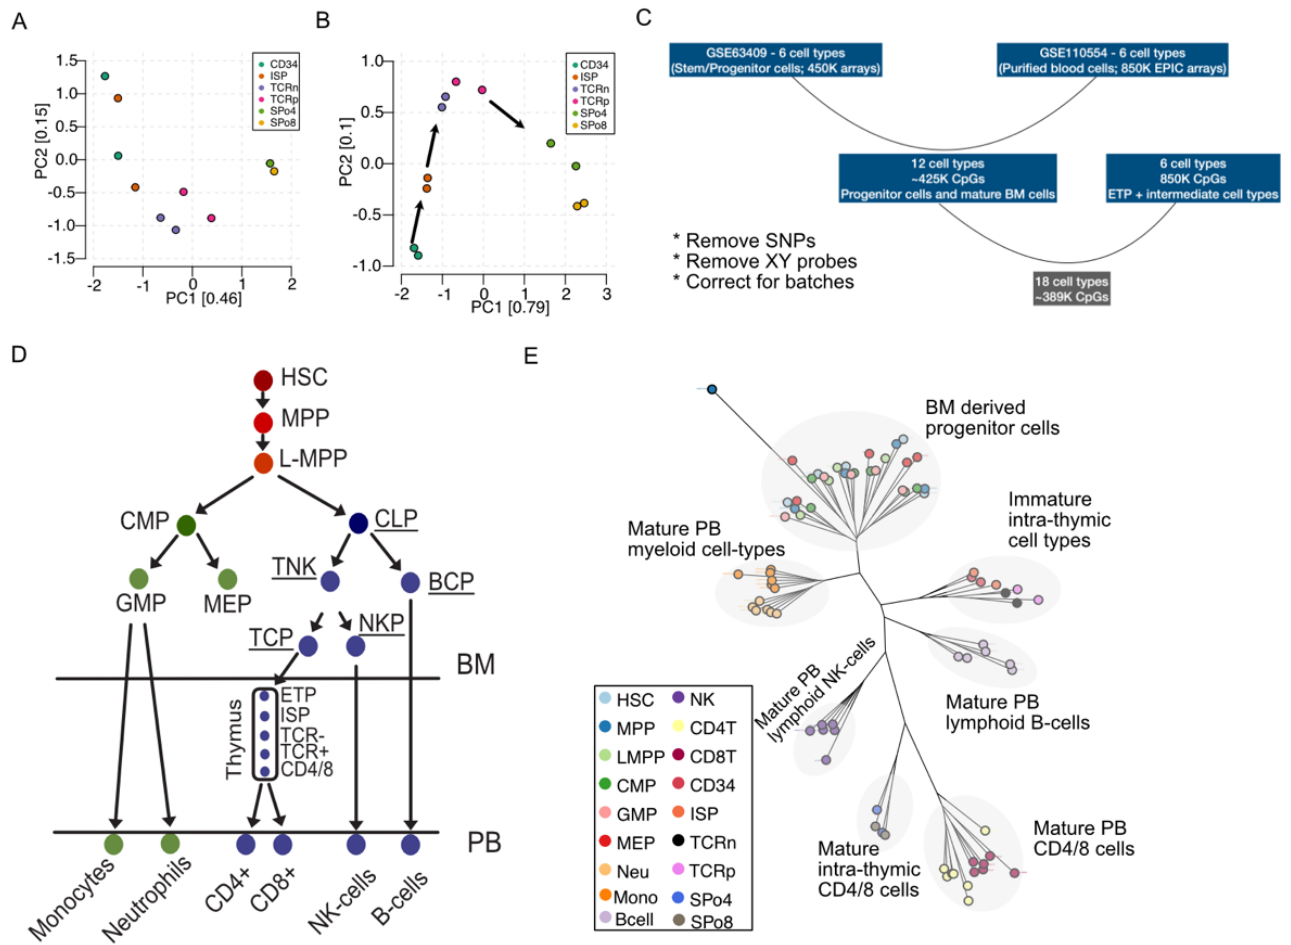 A
1.5
1.0
0.5
0.0
-0.5
-1.0
-1.5
PC2 [0.15]
-2
-1
0
1
2
PC1 [0.46]
CD34
ISP
TCRn
TCRp
SPo4
SPo8
B
1.0
0.5
0.0
-0.5
-1.0
PC2 [0.1]
-2
-1
0
1
2
3
PC1 [0.79]
CD34
ISP
TCRn
TCRp
SPo4
SPo8
C
GSE63409 - 6 cell types
(Stem/Progenitor cells; 450K arrays)
GSE110554 - 6 cell types
(Purified blood cells; 850K EPIC arrays)
12 cell types
~425K CpGs
Progenitor cells and mature BM cells
6 cell types
850K CpGs
ETP + intermediate cell types
* Remove SNPs
* Remove XY probes
* Correct for batches
18 cell types
~389K CpGs
D
HSC
MPP
L-MPP
CMP
CLP
TNK
BCP
GMP
MEP
TCP
NKP
BM
Thymus
ETP
ISP
TCR-
TCR+
CD4/8
PB
Monocytes
Neutrophils
CD4+
CD8+
NK-cells
B-cells
E
BM derived
progenitor cells
Immature
intra-thymic
cell types
Mature PB
myeloid cell-types
Mature PB
lymphoid NK-cells
Mature PB
lymphoid B-cells
Mature
intra-thymic
CD4/8 cells
Mature PB
CD4/8 cells
HSC
MPP
LMPP
CMP
GMP
MEP
Neu
Mono
Bcell
NK
CD4T
CD8T
CD34
ISP
TCRn
TCRp
SPo4
SPo8